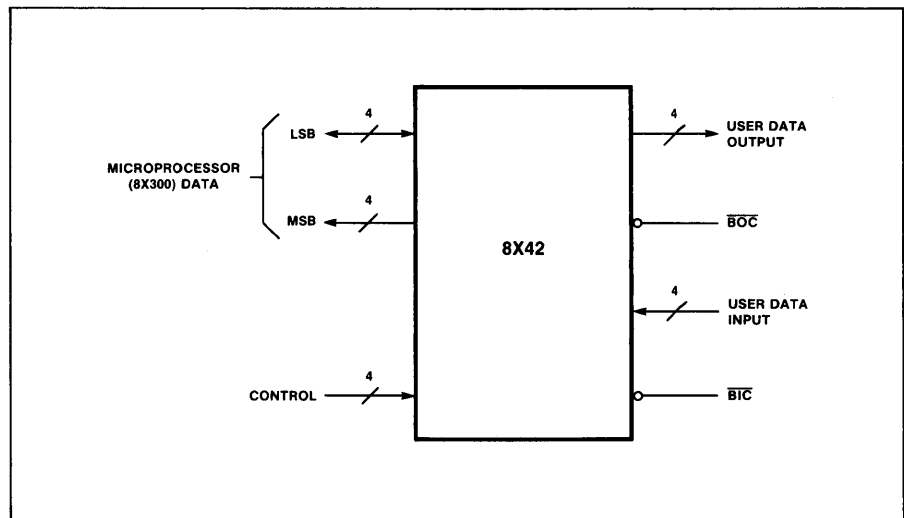 4
LSB
MICROPROCESSOR
(8X300) DATA
4
MSB
4
CONTROL
8X42
4
USER DATA
OUTPUT
BOC
4
USER DATA
INPUT
BIC